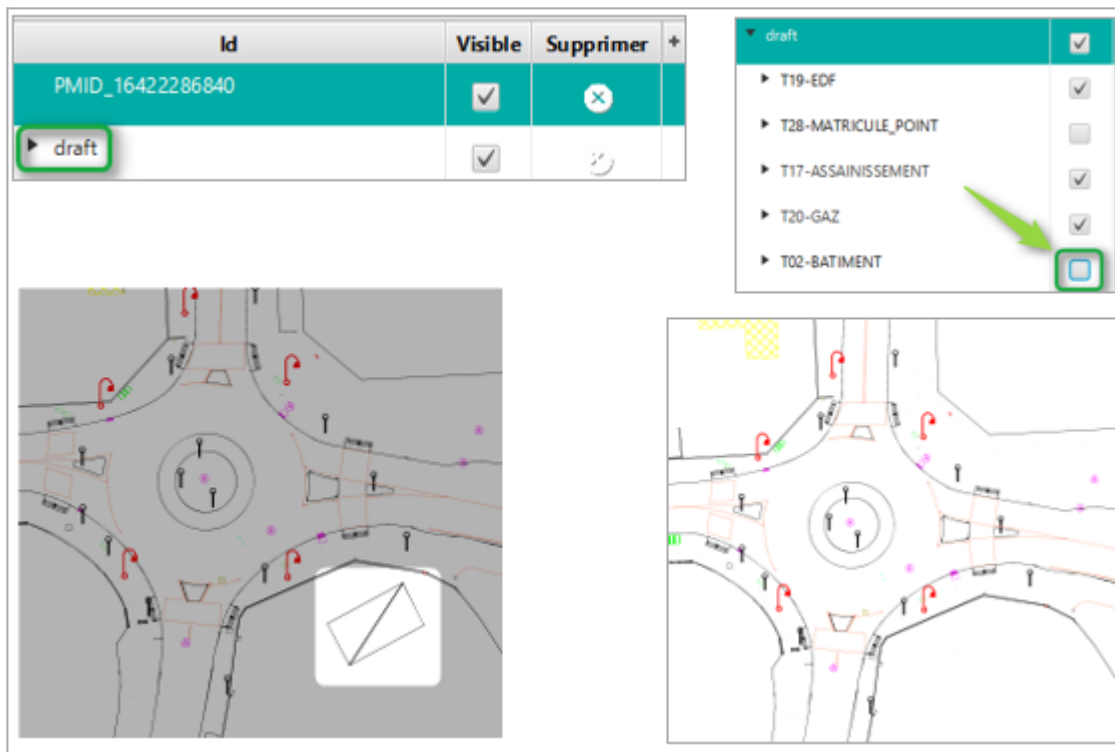 Id Visible Supprimer +
PMID_16422286840
draft
draft
T19-EDF
T28-MATRICULE_POINT
T17-ASSAINISSEMENT
T20-GAZ
T02-BATIMENT